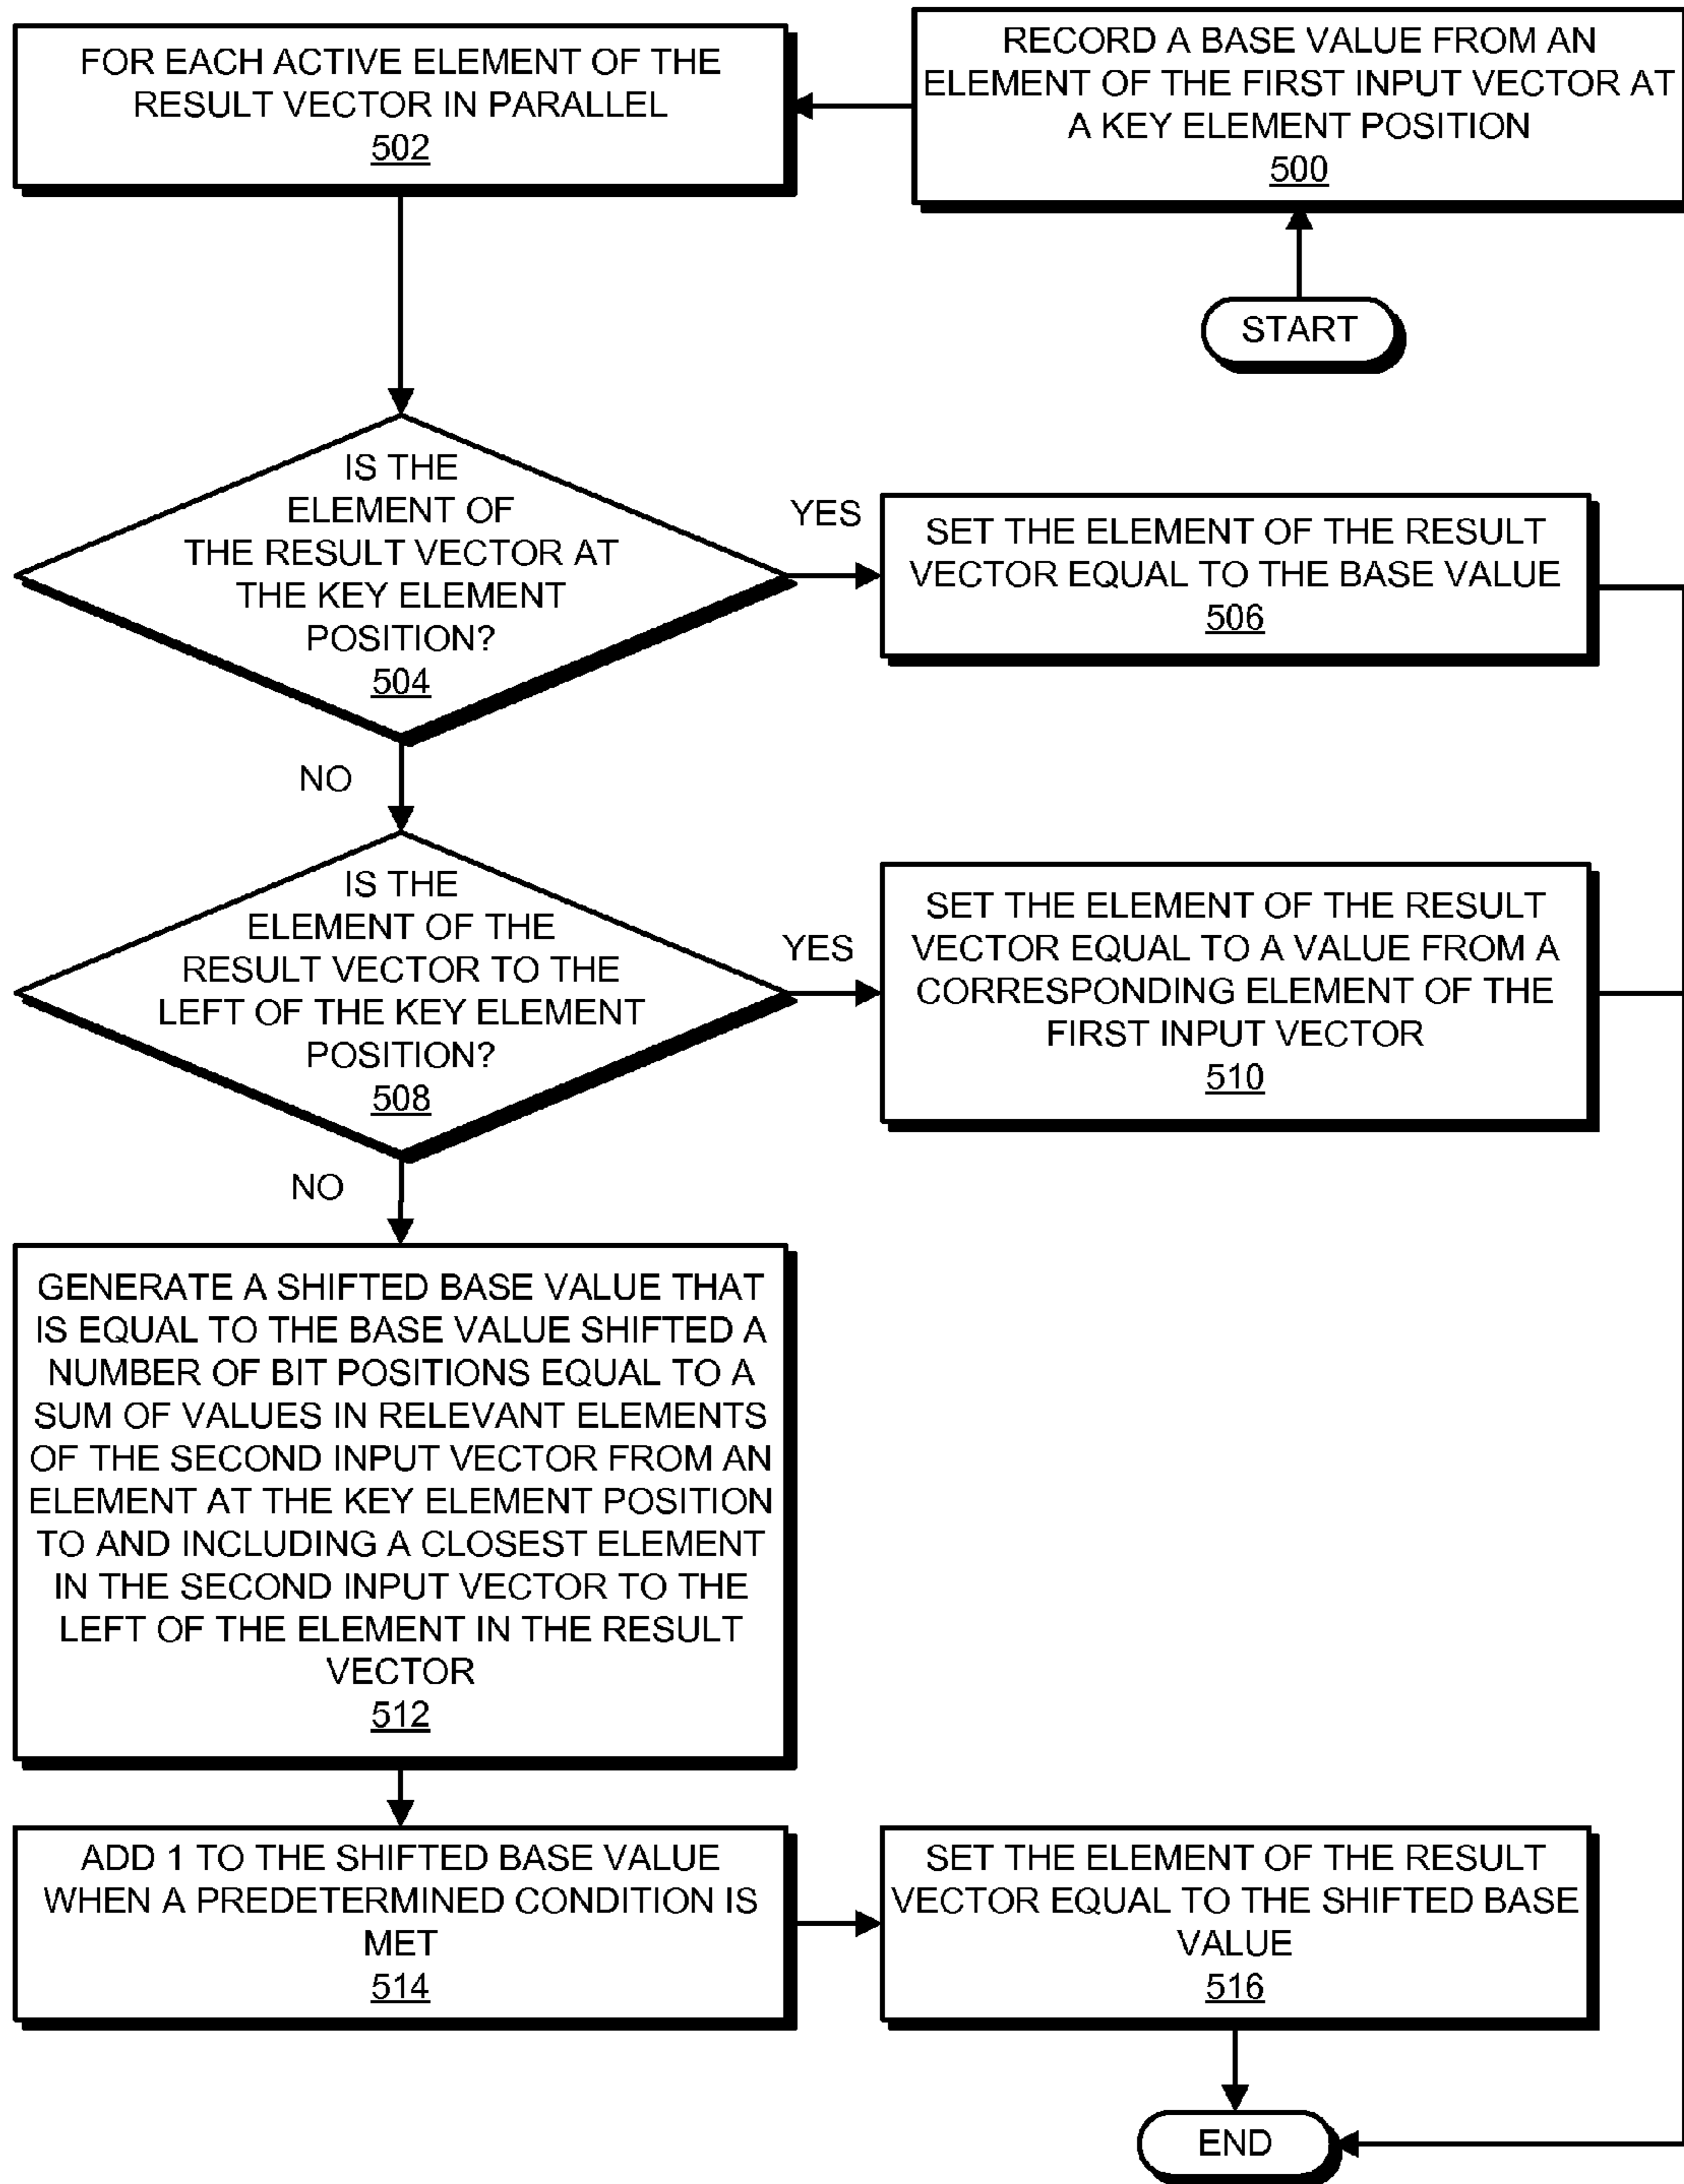 START
RECORD A BASE VALUE FROM AN
ELEMENT OF THE FIRST INPUT VECTOR AT
A KEY ELEMENT POSITION
500
FOR EACH ACTIVE ELEMENT OF THE
RESULT VECTOR IN PARALLEL
502
IS THE
ELEMENT OF
THE RESULT VECTOR AT
THE KEY ELEMENT
POSITION?
504
YES
SET THE ELEMENT OF THE RESULT
VECTOR EQUAL TO THE BASE VALUE
506
NO
IS THE
ELEMENT OF THE
RESULT VECTOR TO THE
LEFT OF THE KEY ELEMENT
POSITION?
508
YES
SET THE ELEMENT OF THE RESULT
VECTOR EQUAL TO A VALUE FROM A
CORRESPONDING ELEMENT OF THE
FIRST INPUT VECTOR
510
NO
GENERATE A SHIFTED BASE VALUE THAT
IS EQUAL TO THE BASE VALUE SHIFTED A
NUMBER OF BIT POSITIONS EQUAL TO A
SUM OF VALUES IN RELEVANT ELEMENTS
OF THE SECOND INPUT VECTOR FROM AN
ELEMENT AT THE KEY ELEMENT POSITION
TO AND INCLUDING A CLOSEST ELEMENT
IN THE SECOND INPUT VECTOR TO THE
LEFT OF THE ELEMENT IN THE RESULT
VECTOR
512
ADD 1 TO THE SHIFTED BASE VALUE
WHEN A PREDETERMINED CONDITION IS
MET
514
SET THE ELEMENT OF THE RESULT
VECTOR EQUAL TO THE SHIFTED BASE
VALUE
516
END